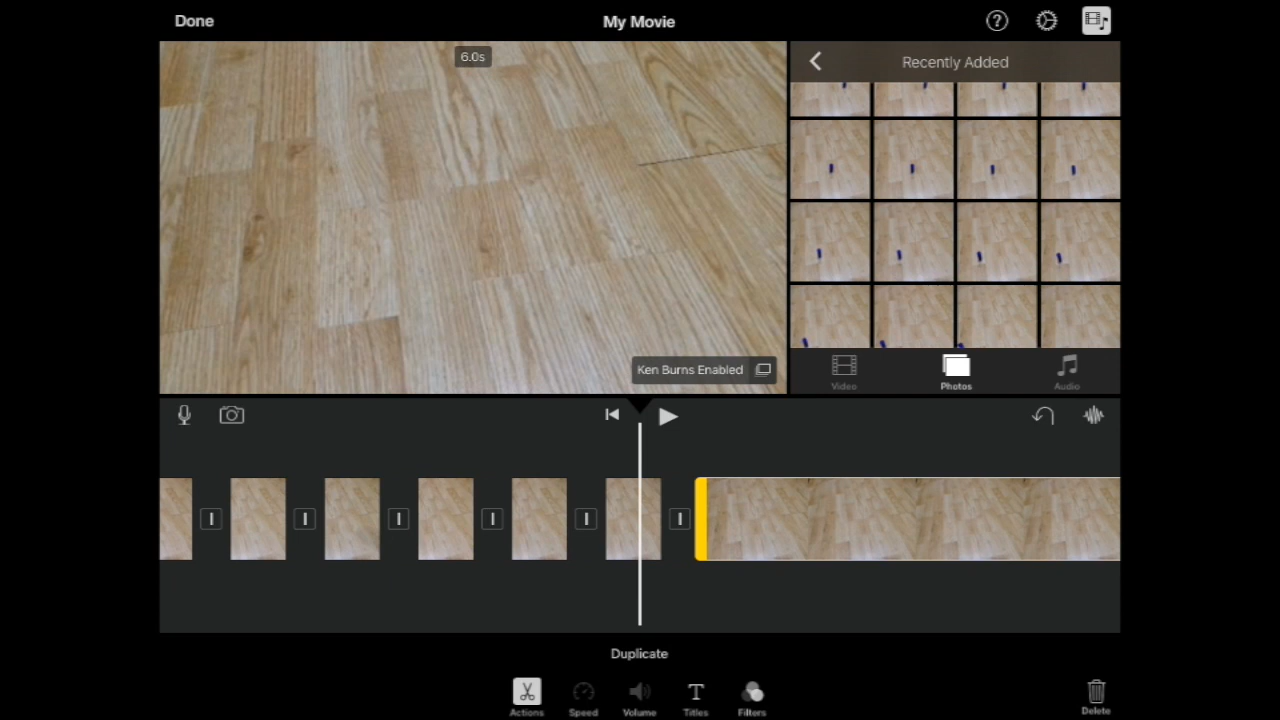 Done
My Movie
6.0s
Recently Added
Ken Burns Enabled
Video
Photos
Audio
Duplicate
Actions
Speed
Volume
Titles
Filters
Delete